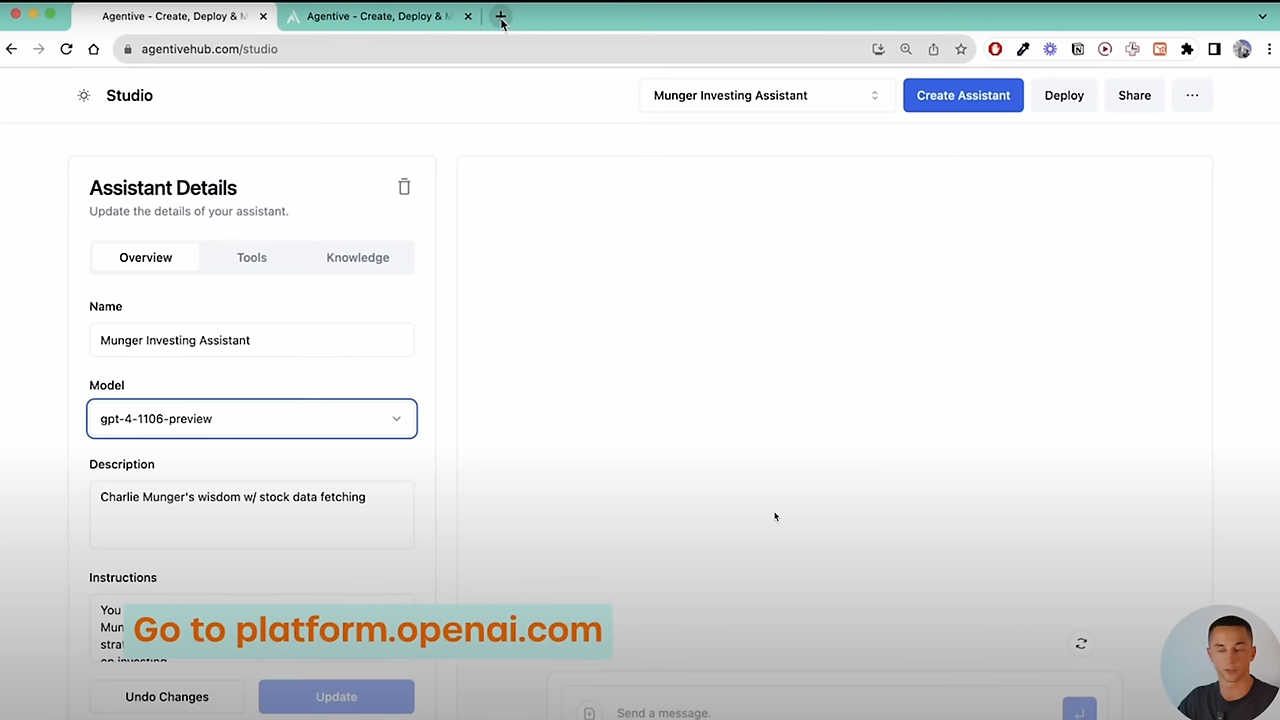 Agentive - Create, Deploy & M
Agentive - Create, Deploy & M
agentivehub.com/studio
Studio
Munger Investing Assistant
Create Assistant
Deploy
Share
Assistant Details
Update the details of your assistant.
Overview
Tools
Knowledge
Name
Munger Investing Assistant
Model
gpt-4-1106-preview
Description
Charlie Munger's wisdom w/ stock data fetching
Instructions
You
Mun
strat
on investing
Go to platform.openai.com
Undo Changes
Update
Send a message.